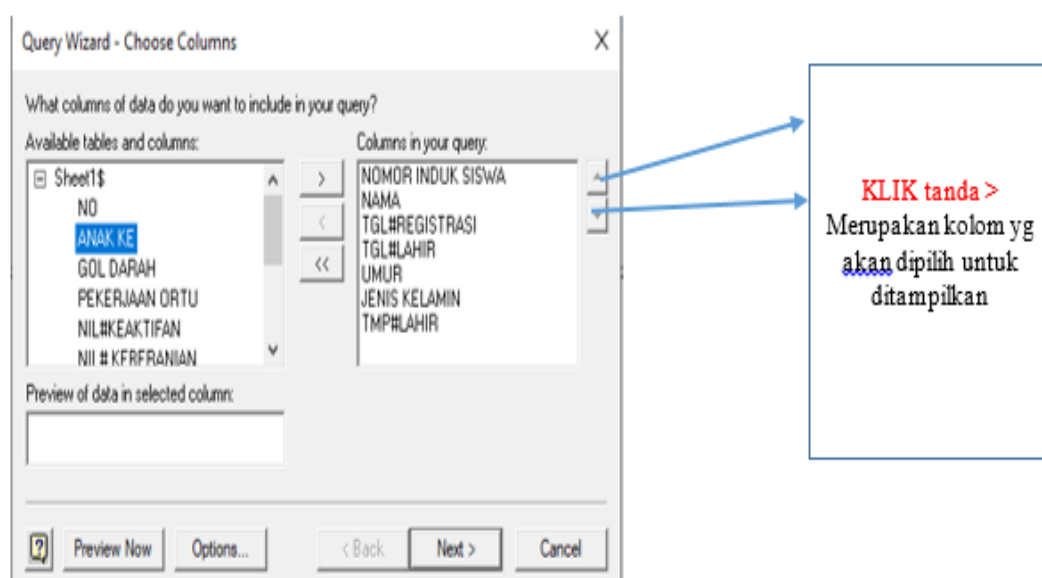 Query Wizard - Choose Columns
What columns of data do you want to include in your query?
Available tables and columns:
Sheet1$
NO
ANAK KE
GOL DARAH
PEKERJAAN ORTU
NIL#KEAKTIFAN
NIL#KEBERANIAN
>
<
<<
Columns in your query:
NOMOR INDUK SISWA
NAMA
TGL#REGISTRASI
TGL#LAHIR
UMUR
JENIS KELAMIN
TMP#LAHIR
Preview of data in selected column:
?
Preview Now
Options...
< Back
Next >
Cancel
KLIK tanda >
Merupakan kolom yg
akan dipilih untuk
ditampilkan